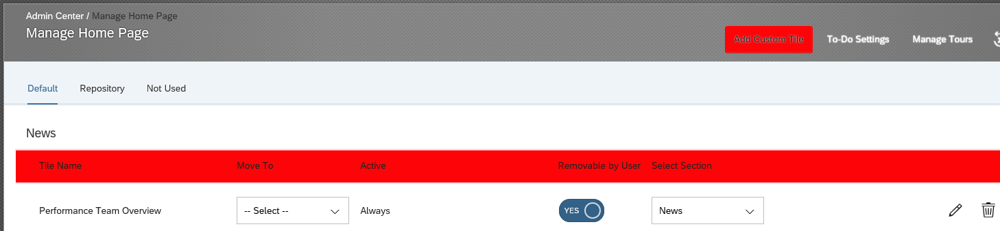 Admin Center / Manage Home Page
Manage Home Page
Add Custom Tile To-Do Settings Manage Tours
Default Repository Not Used
News
Tile Name Move To Active Removable by User Select Section
Performance Team Overview -- Select -- Always YES News